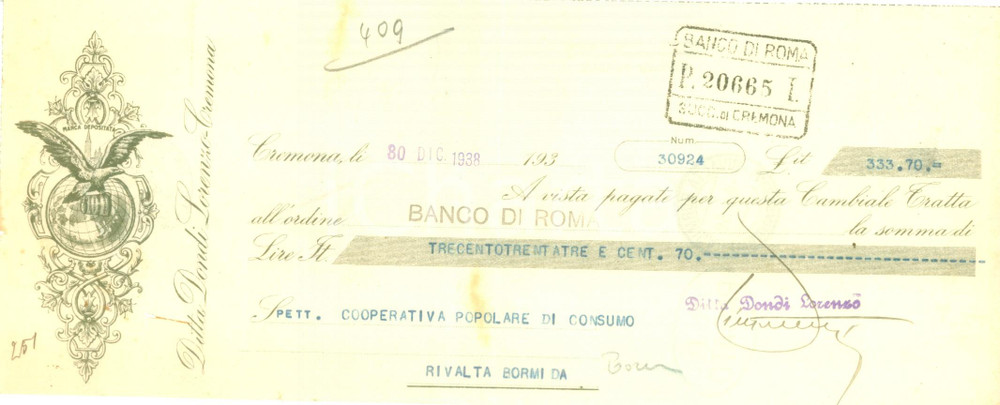 409
BANCO DI ROMA
P. 20665 I.
SUCC. DI CREMONA
MARCA DEPOSITATA
Ditta Dondi Lorenzo-Cremona
Num.
Cremona, li 30 DIC. 1938 193 30924 Lit. 333.70.=
A vista pagate per questa Cambiale Tratta
all'ordine BANCO DI ROMA la somma di
Lire It. TRECENTOTRENTATRE E CENT. 70.-
Ditta Dondi Lorenzo
SPETT. COOPERATIVA POPOLARE DI CONSUMO
251
RIVALTA BORMIDA